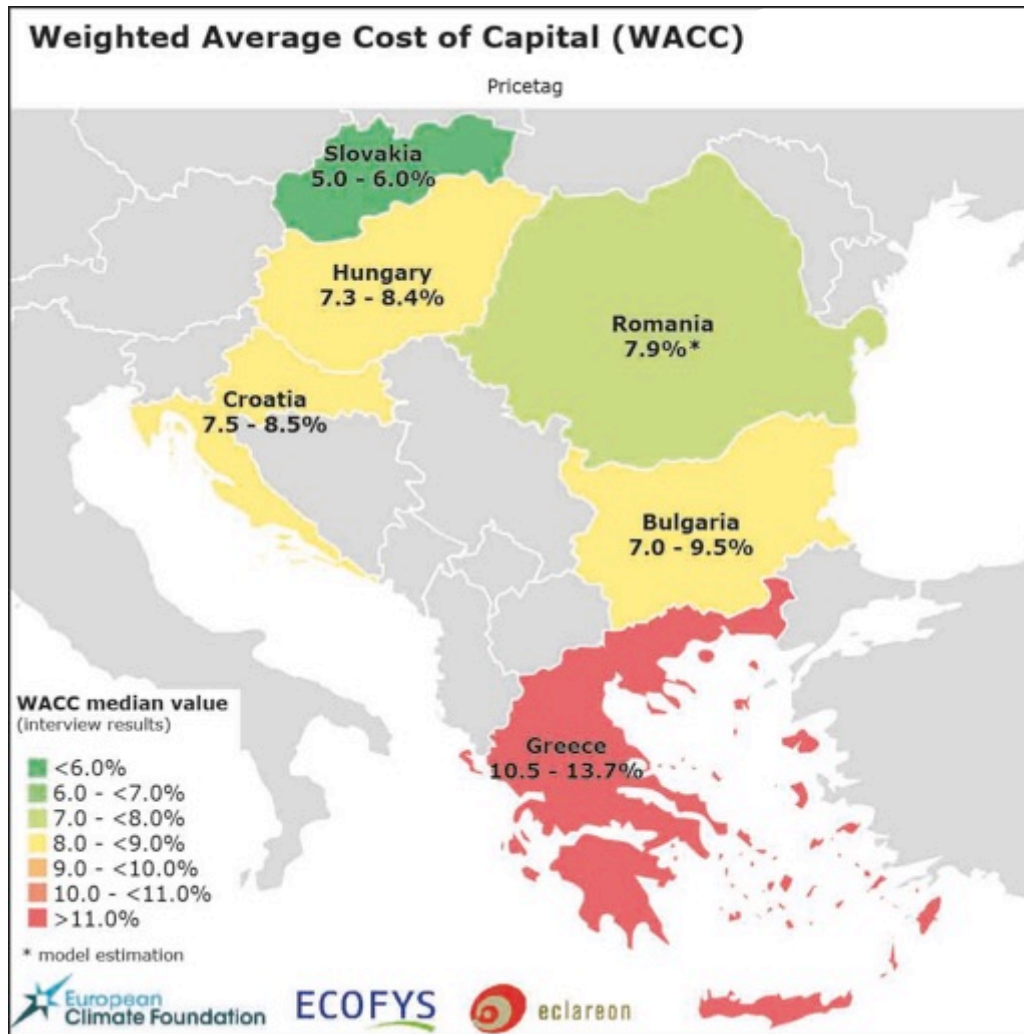 Weighted Average Cost of Capital (WACC)
Pricetag
Slovakia
5.0 - 6.0%
Hungary
7.3 - 8.4%
Romania
7.9%*
Croatia
7.5 - 8.5%
Bulgaria
7.0 - 9.5%
Greece
10.5 - 13.7%
WACC median value
(interview results)
<6.0%
6.0 - <7.0%
7.0 - <8.0%
8.0 - <9.0%
9.0 - <10.0%
10.0 - <11.0%
>11.0%
* model estimation
European
Climate Foundation
ECOFYS
eclareon